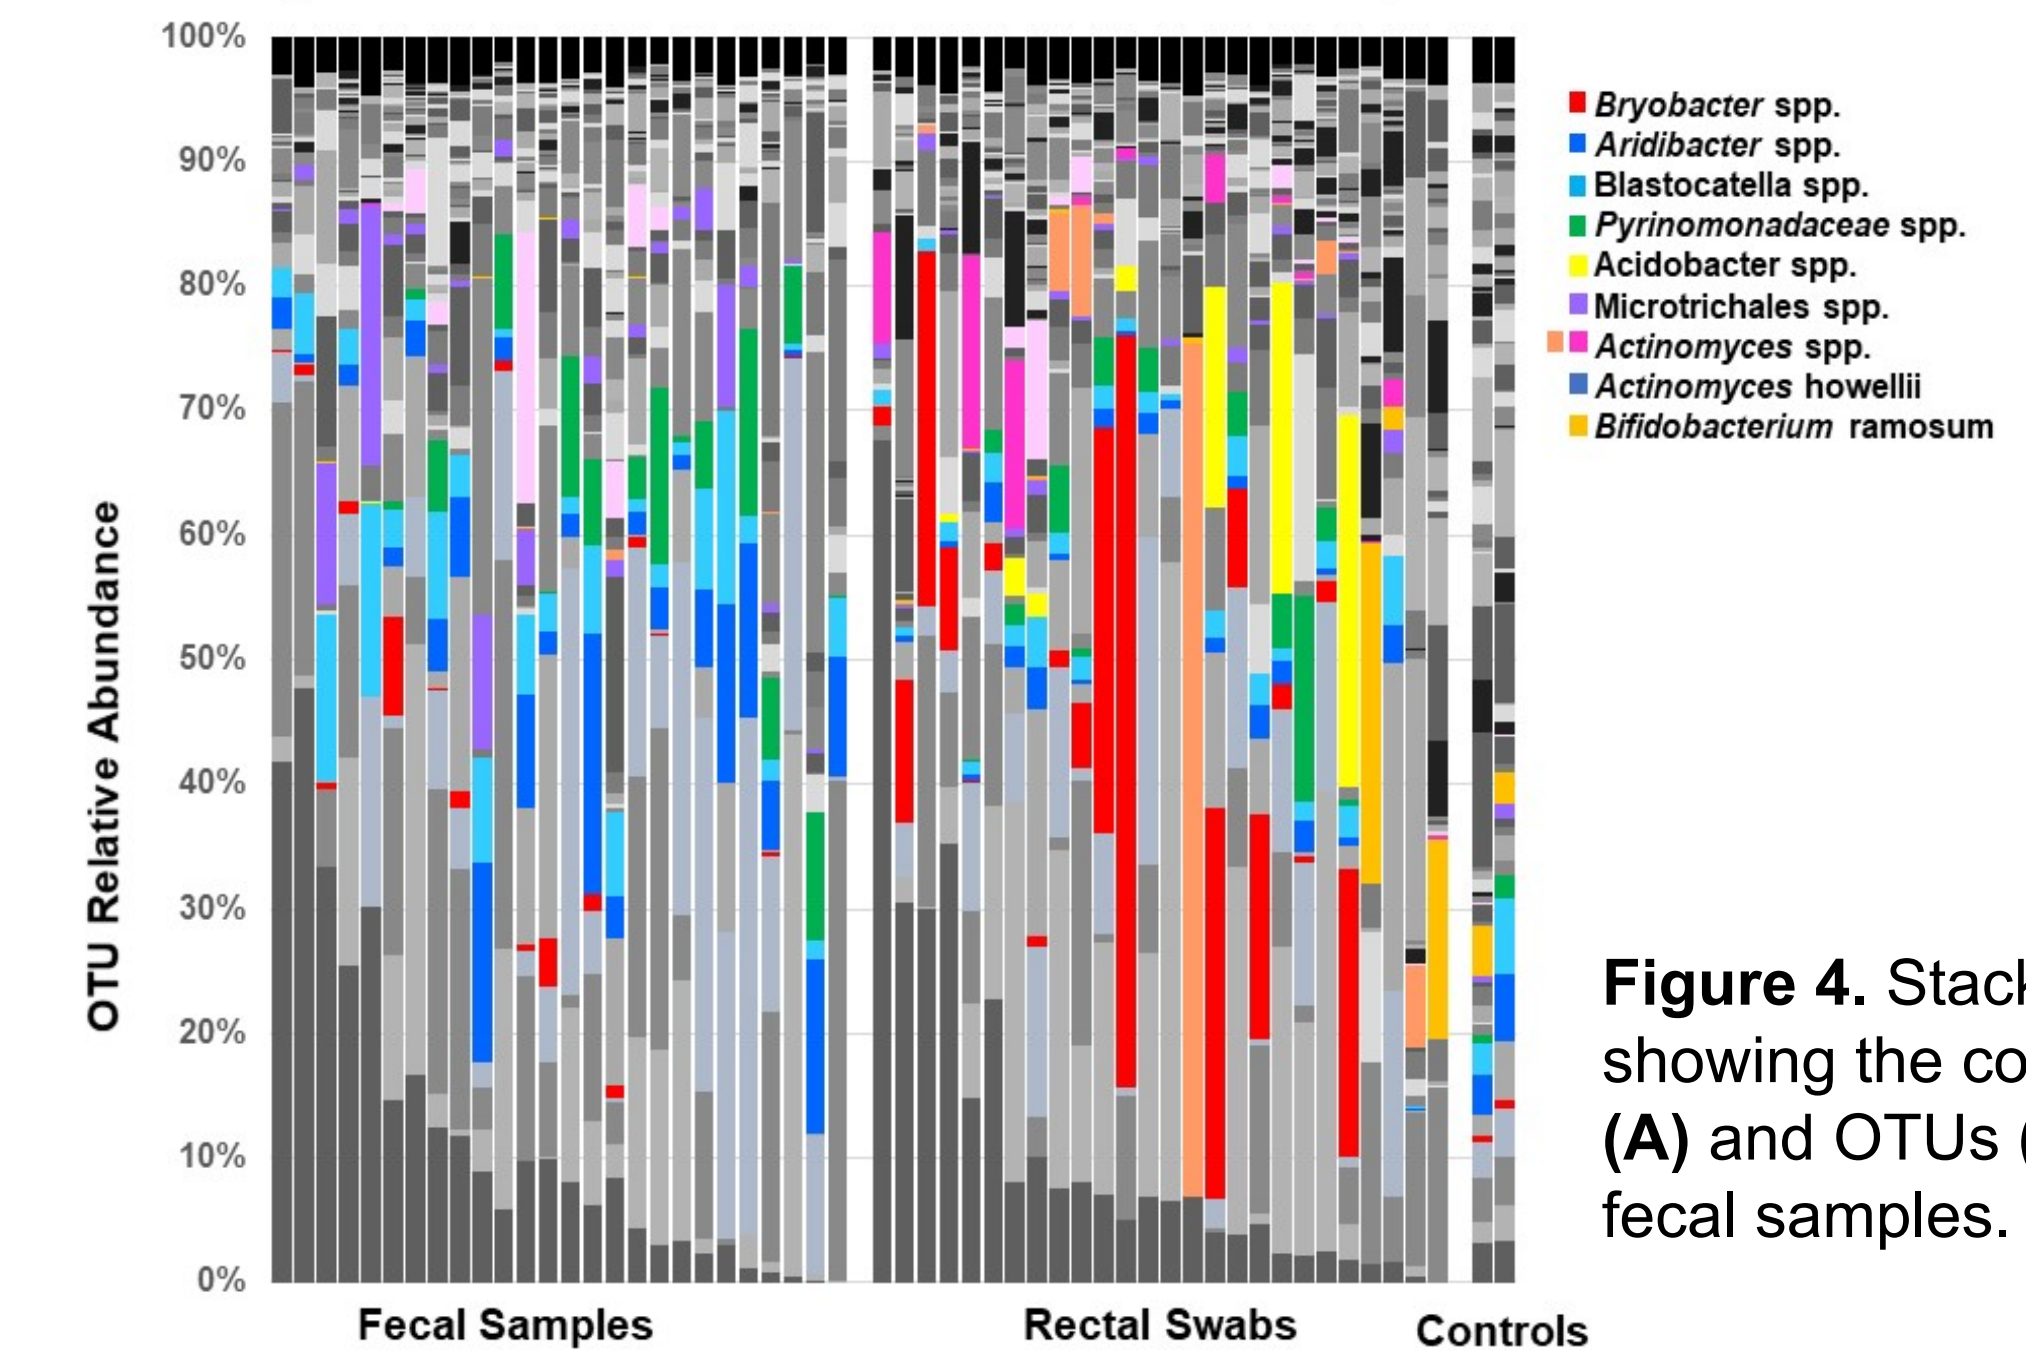 100%
90%
80%
70%
60%
50%
40%
30%
20%
10%
0%
OTU Relative Abundance
Fecal Samples
Rectal Swabs
Controls
Bryobacter spp.
Aridibacter spp.
Blastocatella spp.
Pyrinomonadaceae spp.
Acidobacter spp.
Microtrichales spp.
Actinomyces spp.
Actinomyces howellii
Bifidobacterium ramosum
Figure 4. Stack
showing the co
(A) and OTUs (
fecal samples.